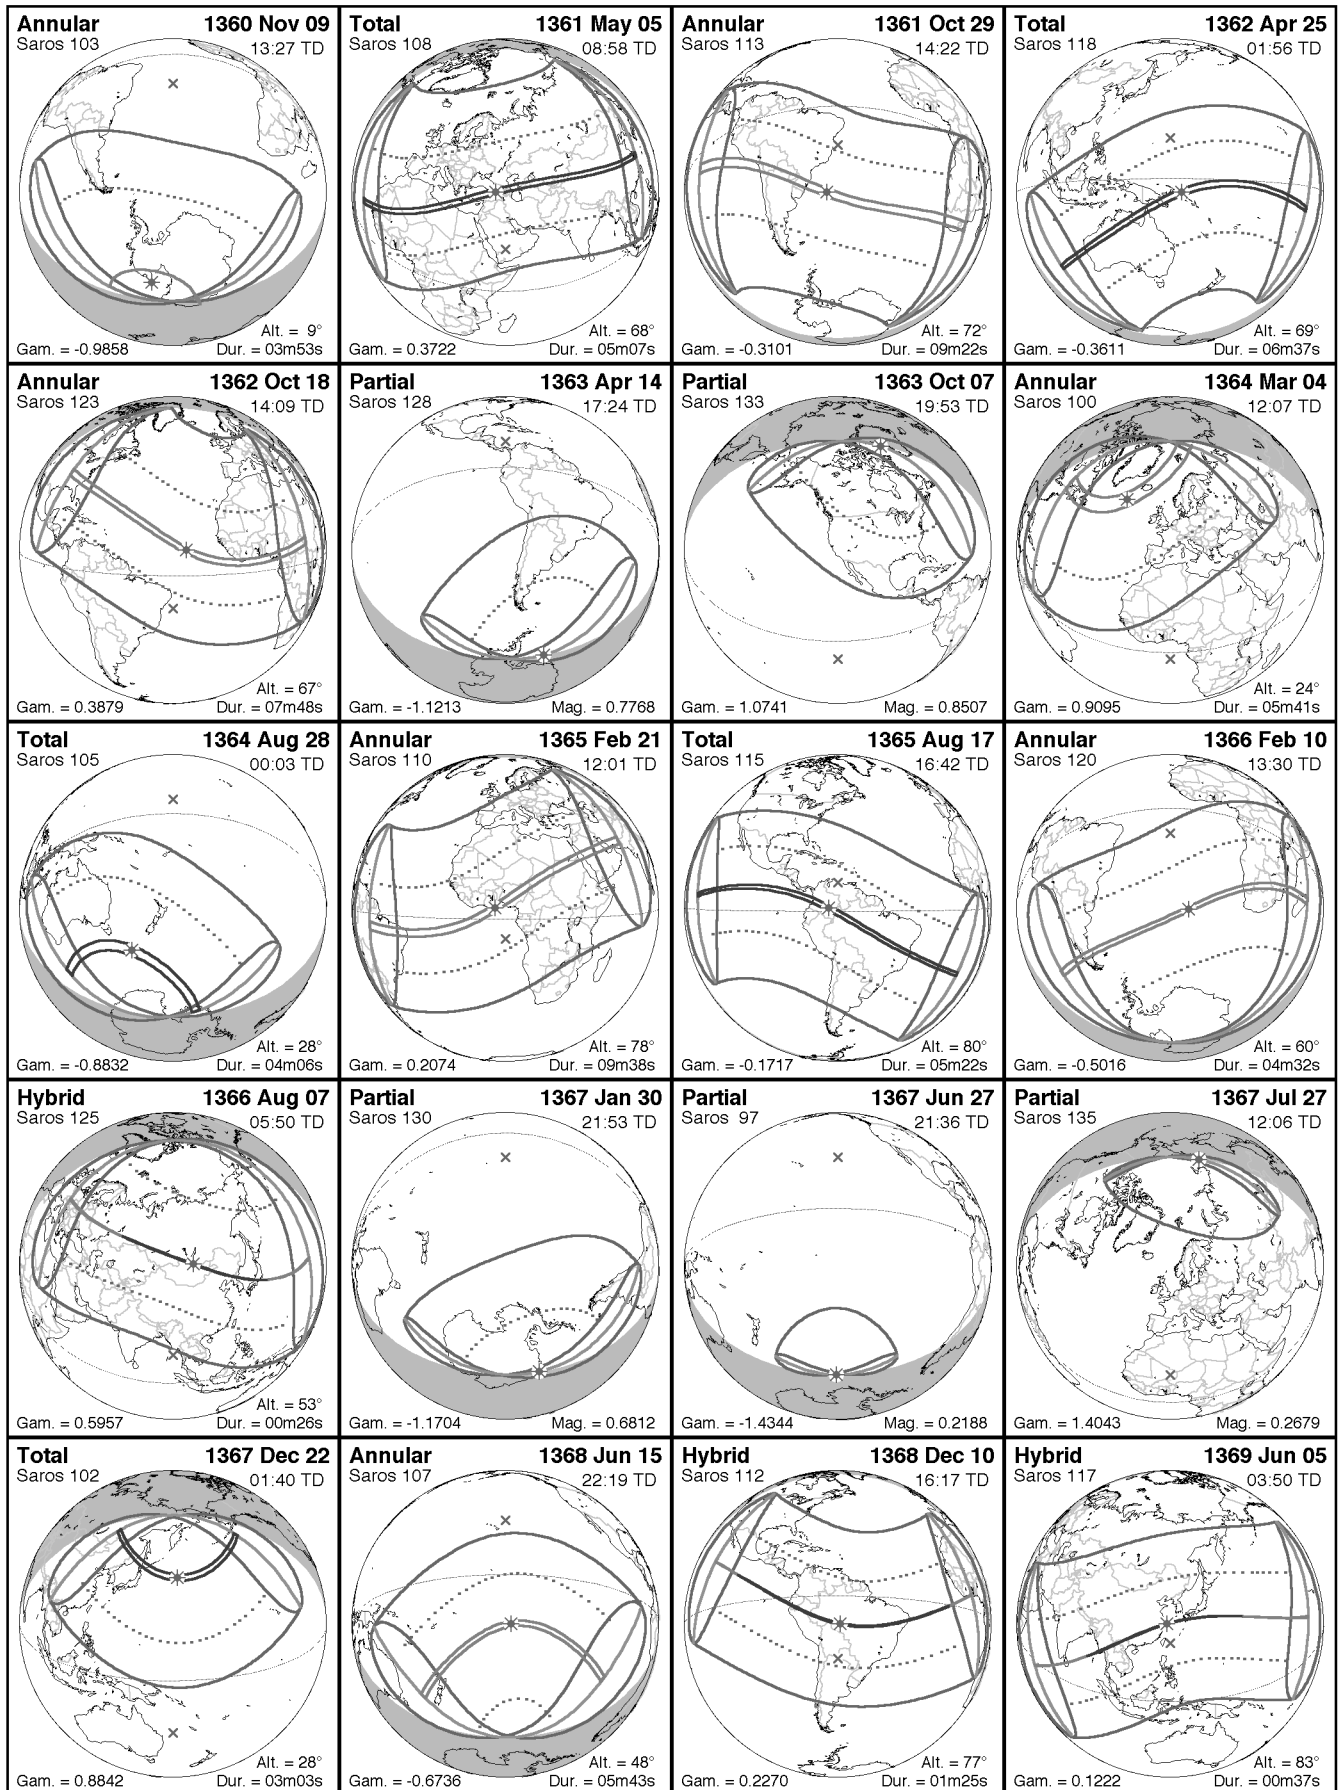 Annular 1360 Nov 09
Saros 103 13:27 TD
Alt. = 9°
Gam. = -0.9858 Dur. = 03m53s
Total 1361 May 05
Saros 108 08:58 TD
Alt. = 68°
Gam. = 0.3722 Dur. = 05m07s
Annular 1361 Oct 29
Saros 113 14:22 TD
Alt. = 72°
Gam. = -0.3101 Dur. = 09m22s
Total 1362 Apr 25
Saros 118 01:56 TD
Alt. = 69°
Gam. = -0.3611 Dur. = 06m37s
Annular 1362 Oct 18
Saros 123 14:09 TD
Alt. = 67°
Gam. = 0.3879 Dur. = 07m48s
Partial 1363 Apr 14
Saros 128 17:24 TD
Gam. = -1.1213 Mag. = 0.7768
Partial 1363 Oct 07
Saros 133 19:53 TD
Gam. = 1.0741 Mag. = 0.8507
Annular 1364 Mar 04
Saros 100 12:07 TD
Alt. = 24°
Gam. = 0.9095 Dur. = 05m41s
Total 1364 Aug 28
Saros 105 00:03 TD
Alt. = 28°
Gam. = -0.8832 Dur. = 04m06s
Annular 1365 Feb 21
Saros 110 12:01 TD
Alt. = 78°
Gam. = 0.2074 Dur. = 09m38s
Total 1365 Aug 17
Saros 115 16:42 TD
Alt. = 80°
Gam. = -0.1717 Dur. = 05m22s
Annular 1366 Feb 10
Saros 120 13:30 TD
Alt. = 60°
Gam. = -0.5016 Dur. = 04m32s
Hybrid 1366 Aug 07
Saros 125 05:50 TD
Alt. = 53°
Gam. = 0.5957 Dur. = 00m26s
Partial 1367 Jan 30
Saros 130 21:53 TD
Gam. = -1.1704 Mag. = 0.6812
Partial 1367 Jun 27
Saros 97 21:36 TD
Gam. = -1.4344 Mag. = 0.2188
Partial 1367 Jul 27
Saros 135 12:06 TD
Gam. = 1.4043 Mag. = 0.2679
Total 1367 Dec 22
Saros 102 01:40 TD
Alt. = 28°
Gam. = 0.8842 Dur. = 03m03s
Annular 1368 Jun 15
Saros 107 22:19 TD
Alt. = 48°
Gam. = -0.6736 Dur. = 05m43s
Hybrid 1368 Dec 10
Saros 112 16:17 TD
Alt. = 77°
Gam. = 0.2270 Dur. = 01m25s
Hybrid 1369 Jun 05
Saros 117 03:50 TD
Alt. = 83°
Gam. = 0.1222 Dur. = 00m37s